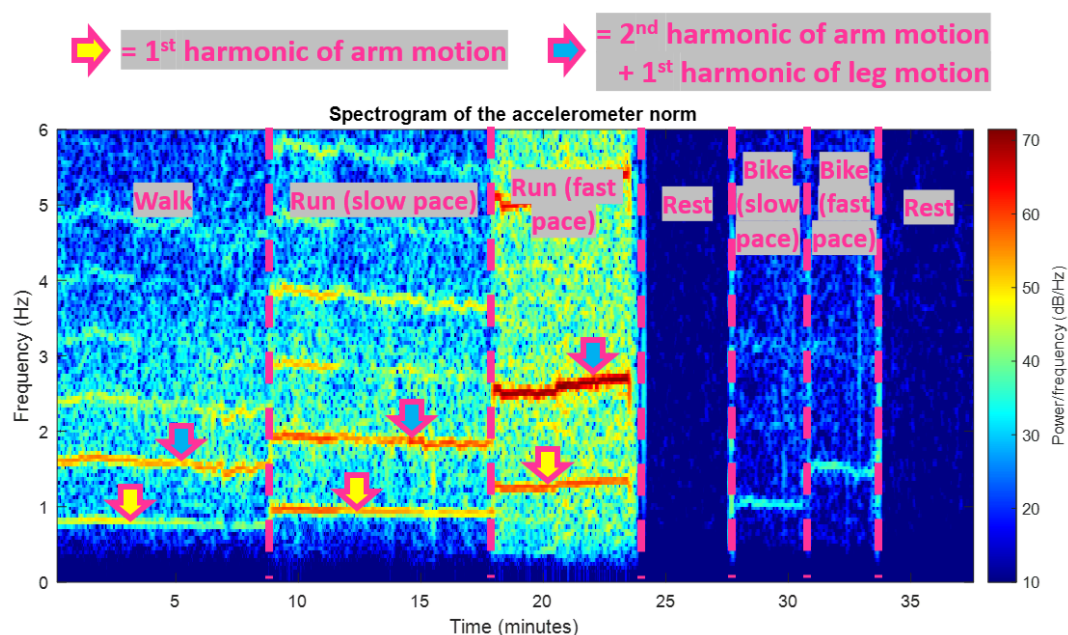 = 1st harmonic of arm motion
= 2nd harmonic of arm motion
+ 1st harmonic of leg motion
Spectrogram of the accelerometer norm
6
5
4
3
2
1
0
Frequency (Hz)
Walk
Run (slow pace)
Run (fast
pace)
Rest
Bike
(slow
pace)
Bike
(fast
pace)
Rest
5
10
15
20
25
30
35
Time (minutes)
70
60
50
40
30
20
10
Power/frequency (dB/Hz)